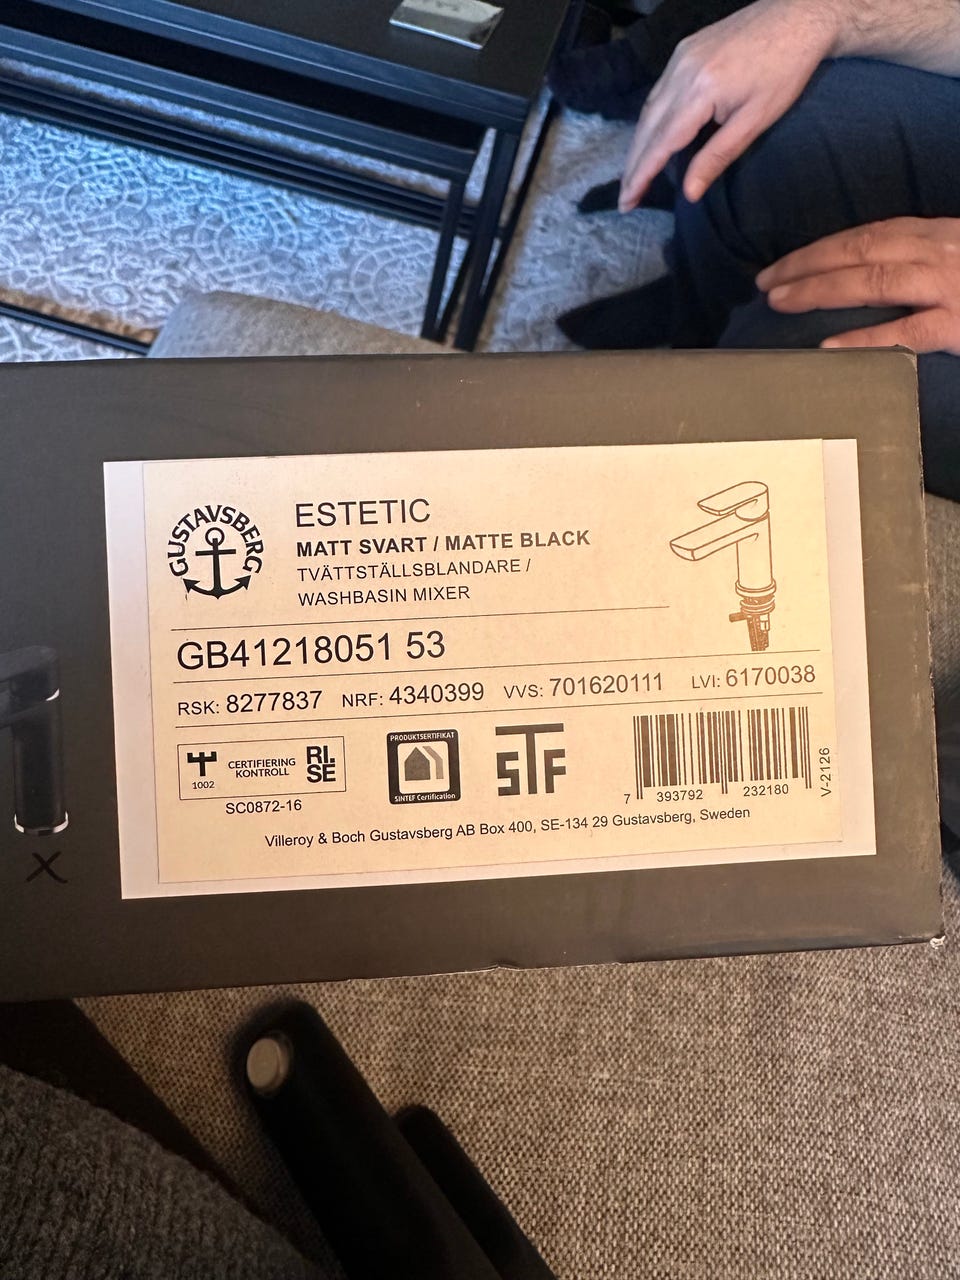 GUSTAVSBERG
ESTETIC
MATT SVART / MATTE BLACK
TVÄTTSTÄLLSBLANDARE /
WASHBASIN MIXER
GB41218051 53
RSK: 8277837 NRF: 4340399 VVS: 701620111 LVI: 6170038
1002
CERTIFIERING
KONTROLL
RI.
SE
SC0872-16
PRODUKTSERTIFIKAT
SINTEF Certification
STF
7 393792 232180
V-2126
Villeroy & Boch Gustavsberg AB Box 400, SE-134 29 Gustavsberg, Sweden
X